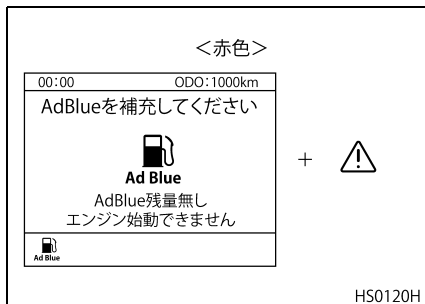 ＜赤色＞
00:00 ODO:1000km
AdBlueを補充してください
Ad Blue
AdBlue残量無し
エンジン始動できません
Ad Blue
+
HS0120H